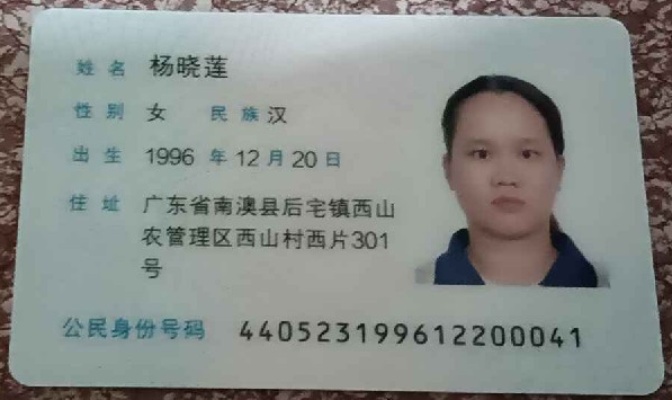 姓名 杨晓莲
性别 女 民族 汉
出生 1996 年 12 月 20 日
住址 广东省南澳县后宅镇西山
农管理区西山村西片301
号
公民身份号码 440523199612200041